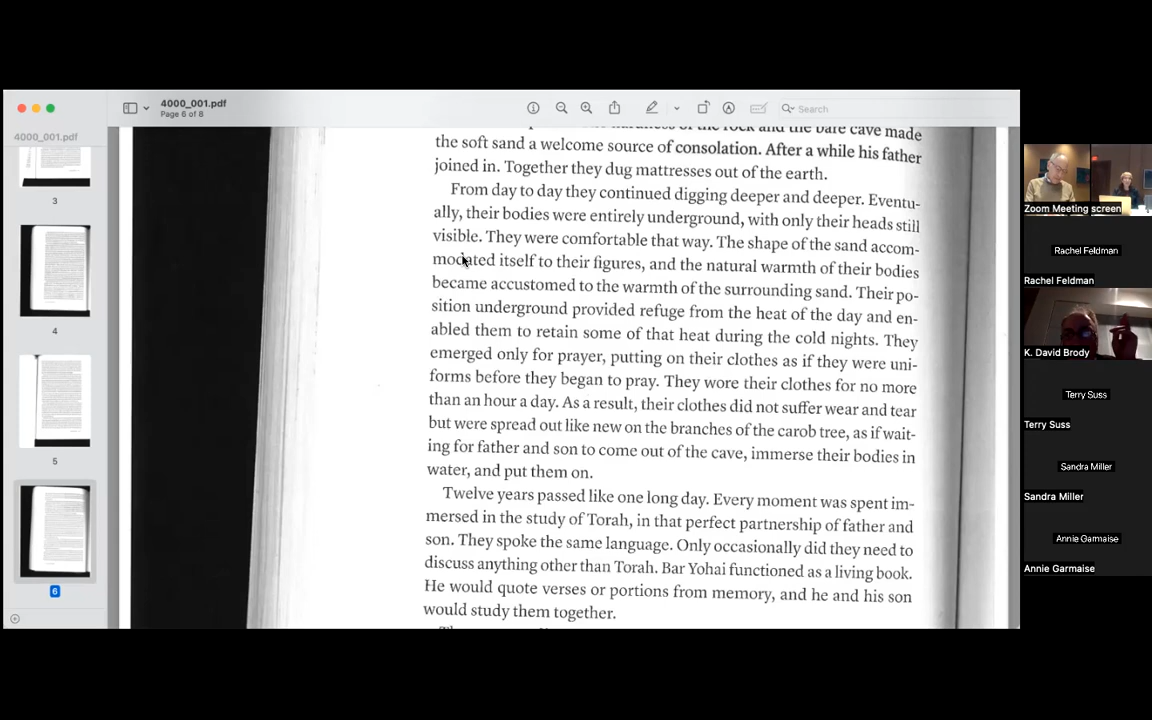 4000_001.pdf
Page 6 of 8
Search
4000_001.pdf
3
4
5
6
of the rock and the bare cave made
the soft sand a welcome source of consolation. After a while his father
joined in. Together they dug mattresses out of the earth.
From day to day they continued digging deeper and deeper. Eventu-
ally, their bodies were entirely underground, with only their heads still
visible. They were comfortable that way. The shape of the sand accom-
modated itself to their figures, and the natural warmth of their bodies
became accustomed to the warmth of the surrounding sand. Their po-
sition underground provided refuge from the heat of the day and en-
abled them to retain some of that heat during the cold nights. They
emerged only for prayer, putting on their clothes as if they were uni-
forms before they began to pray. They wore their clothes for no more
than an hour a day. As a result, their clothes did not suffer wear and tear
but were spread out like new on the branches of the carob tree, as if wait-
ing for father and son to come out of the cave, immerse their bodies in
water, and put them on.
Twelve years passed like one long day. Every moment was spent im-
mersed in the study of Torah, in that perfect partnership of father and
son. They spoke the same language. Only occasionally did they need to
discuss anything other than Torah. Bar Yohai functioned as a living book.
He would quote verses or portions from memory, and he and his son
would study them together.
Zoom Meeting screen
Rachel Feldman
Rachel Feldman
K. David Brody
Terry Suss
Terry Suss
Sandra Miller
Sandra Miller
Annie Garmaise
Annie Garmaise